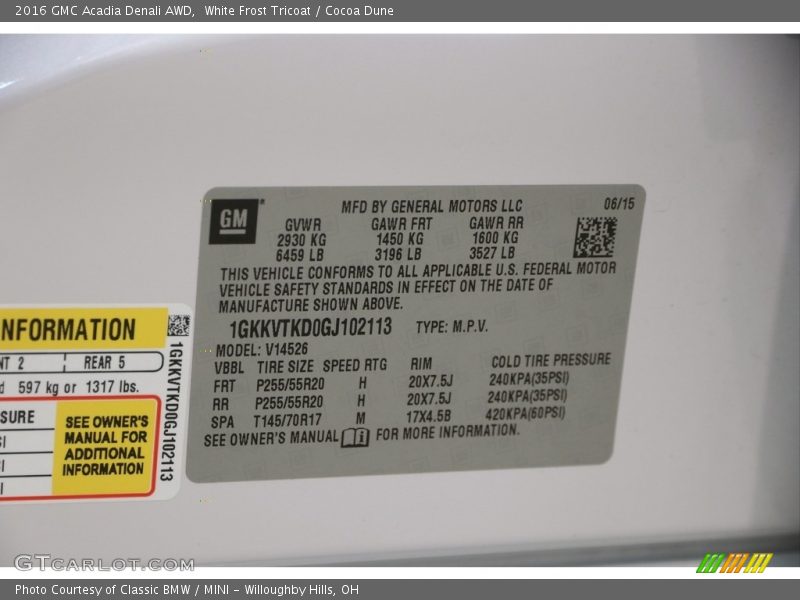 2016 GMC Acadia Denali AWD,  White Frost Tricoat / Cocoa Dune
GM
MFD BY GENERAL MOTORS LLC 06/15
GVWR GAWR FRT GAWR RR
2930 KG 1450 KG 1600 KG
6459 LB 3196 LB 3527 LB
THIS VEHICLE CONFORMS TO ALL APPLICABLE U.S. FEDERAL MOTOR
VEHICLE SAFETY STANDARDS IN EFFECT ON THE DATE OF
MANUFACTURE SHOWN ABOVE.
1GKKVTKD0GJ102113 TYPE: M.P.V.
MODEL: V14526
VBBL TIRE SIZE SPEED RTG RIM COLD TIRE PRESSURE
FRT P255/55R20 H 20X7.5J 240KPA(35PSI)
RR P255/55R20 H 20X7.5J 240KPA(35PSI)
SPA T145/70R17 M 17X4.5B 420KPA(60PSI)
SEE OWNER'S MANUAL FOR MORE INFORMATION.
NFORMATION
NT 2 REAR 5
d 597 kg or 1317 lbs.
SURE
SEE OWNER'S
MANUAL FOR
ADDITIONAL
INFORMATION
1GKKVTKD0GJ102113
GTCARLOT.COM
Photo Courtesy of Classic BMW / MINI - Willoughby Hills, OH